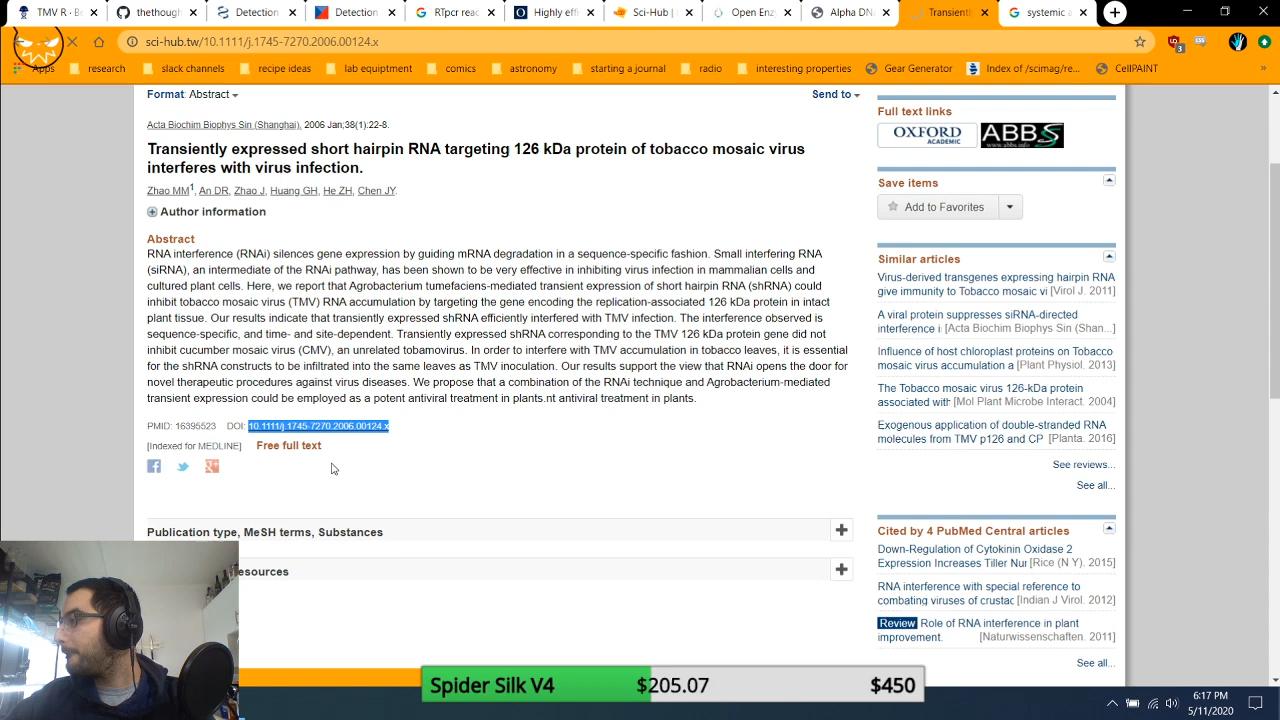 TMV R - Be
thethough
Detection
Detection
RTpcr reac
Highly effi
Sci-Hub |
Open Enzy
Alpha DNA
Transiently
systemic a
sci-hub.tw/10.1111/j.1745-7270.2006.00124.x
3
Apps
research
slack channels
recipe ideas
lab equiptment
comics
astronomy
starting a journal
radio
interesting properties
Gear Generator
Index of /scimag/re...
CellPAINT
»
Format: Abstract
Send to
Acta Biochim Biophys Sin (Shanghai). 2006 Jan;38(1):22-8.
Transiently expressed short hairpin RNA targeting 126 kDa protein of tobacco mosaic virus
interferes with virus infection.
Zhao MM1, An DR, Zhao J, Huang GH, He ZH, Chen JY.
Author information
Abstract
RNA interference (RNAi) silences gene expression by guiding mRNA degradation in a sequence-specific fashion. Small interfering RNA
(siRNA), an intermediate of the RNAi pathway, has been shown to be very effective in inhibiting virus infection in mammalian cells and
cultured plant cells. Here, we report that Agrobacterium tumefaciens-mediated transient expression of short hairpin RNA (shRNA) could
inhibit tobacco mosaic virus (TMV) RNA accumulation by targeting the gene encoding the replication-associated 126 kDa protein in intact
plant tissue. Our results indicate that transiently expressed shRNA efficiently interfered with TMV infection. The interference observed is
sequence-specific, and time- and site-dependent. Transiently expressed shRNA corresponding to the TMV 126 kDa protein gene did not
inhibit cucumber mosaic virus (CMV), an unrelated tobamovirus. In order to interfere with TMV accumulation in tobacco leaves, it is essential
for the shRNA constructs to be infiltrated into the same leaves as TMV inoculation. Our results support the view that RNAi opens the door for
novel therapeutic procedures against virus diseases. We propose that a combination of the RNAi technique and Agrobacterium-mediated
transient expression could be employed as a potent antiviral treatment in plants.nt antiviral treatment in plants.
PMID: 16395523 DOI: 10.1111/j.1745-7270.2006.00124.x
[Indexed for MEDLINE] Free full text
Publication type, MeSH terms, Substances
esources
Full text links
OXFORD
ACADEMIC
ABBS
www.abbs.info
Save items
Add to Favorites
Similar articles
Virus-derived transgenes expressing hairpin RNA
give immunity to Tobacco mosaic vi [Virol J. 2011]
A viral protein suppresses siRNA-directed
interference i [Acta Biochim Biophys Sin (Shan...]
Influence of host chloroplast proteins on Tobacco
mosaic virus accumulation a [Plant Physiol. 2013]
The Tobacco mosaic virus 126-kDa protein
associated with [Mol Plant Microbe Interact. 2004]
Exogenous application of double-stranded RNA
molecules from TMV p126 and CP [Planta. 2016]
See reviews...
See all...
Cited by 4 PubMed Central articles
Down-Regulation of Cytokinin Oxidase 2
Expression Increases Tiller Nur [Rice (N Y). 2015]
RNA interference with special reference to
combating viruses of crustac [Indian J Virol. 2012]
Review Role of RNA interference in plant
improvement. [Naturwissenschaften. 2011]
See all...
Spider Silk V4 $205.07 $450
6:17 PM
5/11/2020